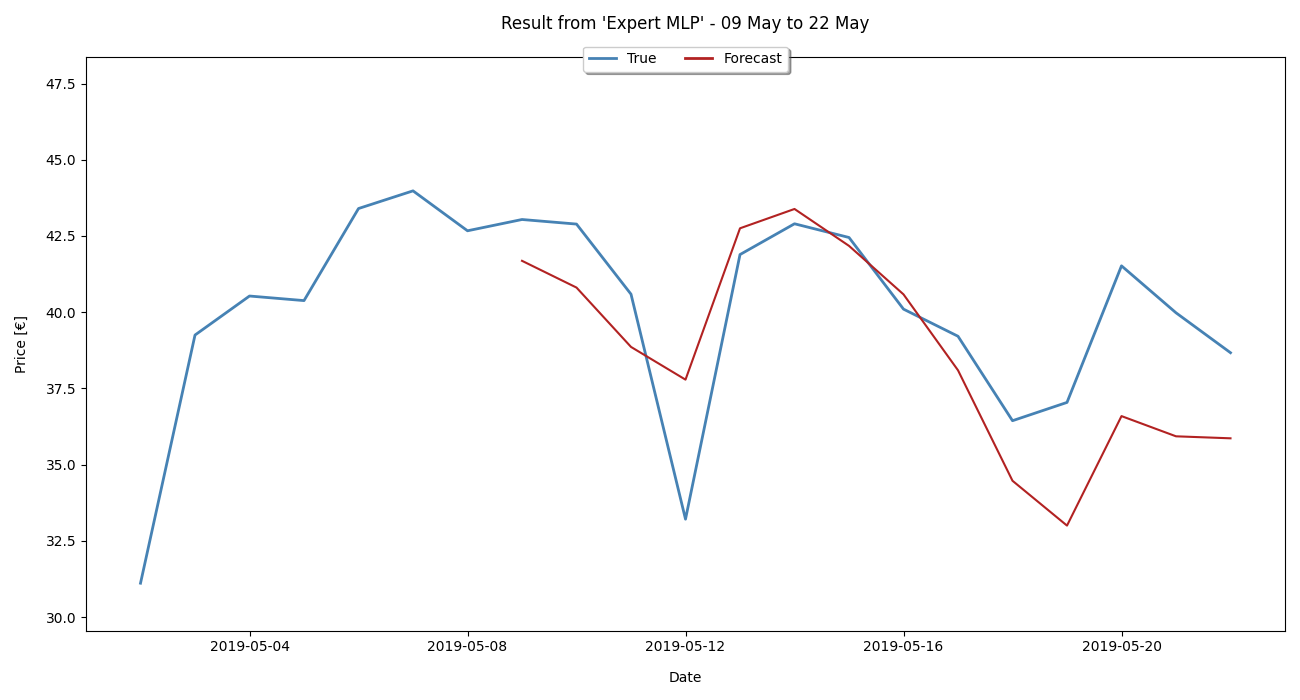 Result from 'Expert MLP' - 09 May to 22 May
True Forecast
47.5
45.0
42.5
40.0
37.5
35.0
32.5
30.0
Price [€]
2019-05-04 2019-05-08 2019-05-12 2019-05-16 2019-05-20
Date